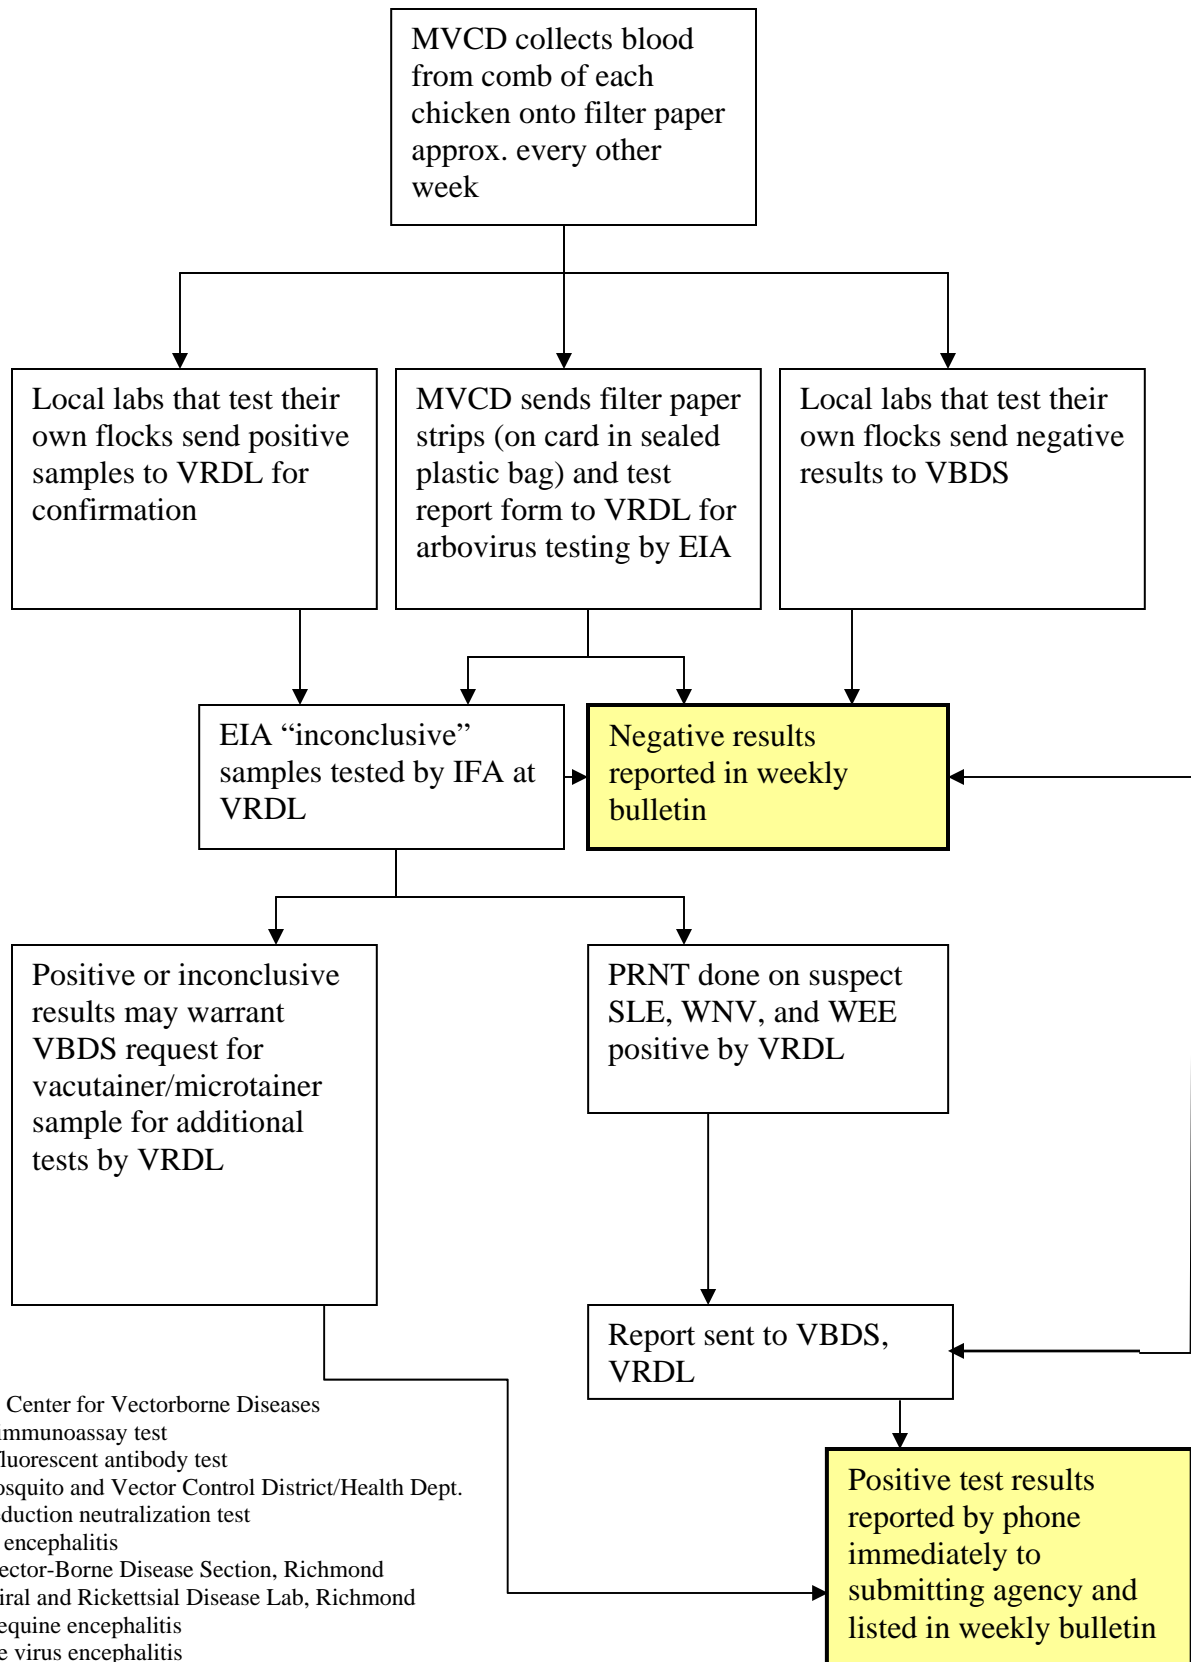 MVCD collects blood
from comb of each
chicken onto filter paper
approx. every other
week
Local labs that test their
own flocks send positive
samples to VRDL for
confirmation
MVCD sends filter paper
strips (on card in sealed
plastic bag) and test
report form to VRDL for
arbovirus testing by EIA
Local labs that test their
own flocks send negative
results to VBDS
EIA “inconclusive”
samples tested by IFA at
VRDL
Negative results
reported in weekly
bulletin
Positive or inconclusive
results may warrant
VBDS request for
vacutainer/microtainer
sample for additional
tests by VRDL
PRNT done on suspect
SLE, WNV, and WEE
positive by VRDL
Report sent to VBDS,
VRDL
Center for Vectorborne Diseases
immunoassay test
fluorescent antibody test
osquito and Vector Control District/Health Dept.
eduction neutralization test
encephalitis
ector-Borne Disease Section, Richmond
iral and Rickettsial Disease Lab, Richmond
equine encephalitis
e virus encephalitis
Positive test results
reported by phone
immediately to
submitting agency and
listed in weekly bulletin